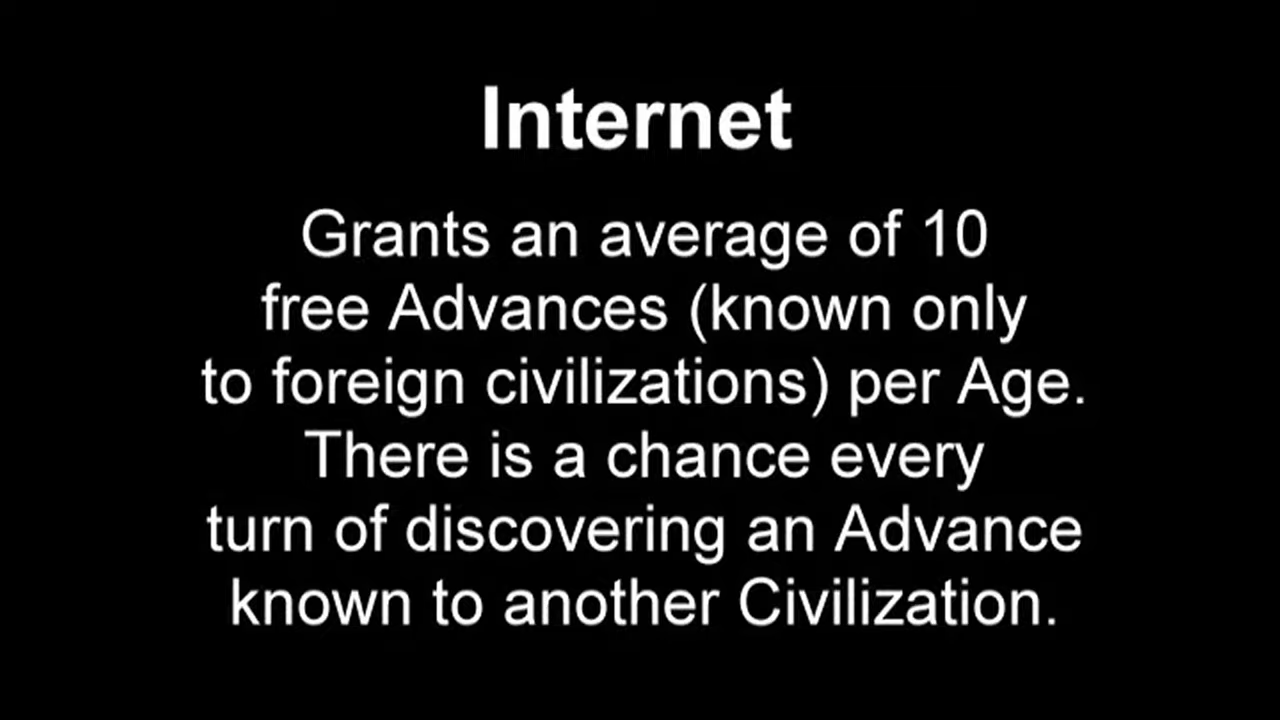 Internet
Grants an average of 10
free Advances (known only
to foreign civilizations) per Age.
There is a chance every
turn of discovering an Advance
known to another Civilization.